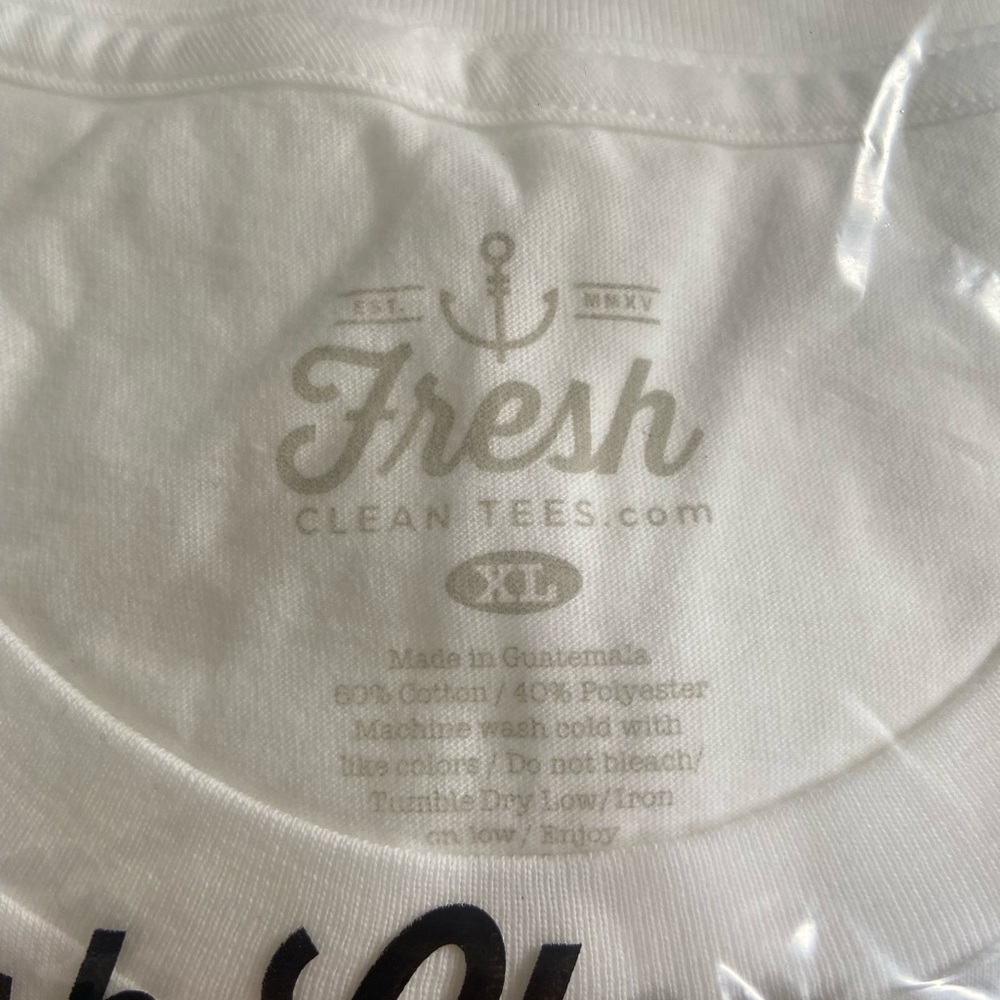 EST. MMXV
Fresh
CLEAN TEES.com
XL
Made in Guatemala
60% Cotton / 40% Polyester
Machine wash cold with
like colors / Do not bleach/
Tumble Dry Low/Iron
on low / Enjoy